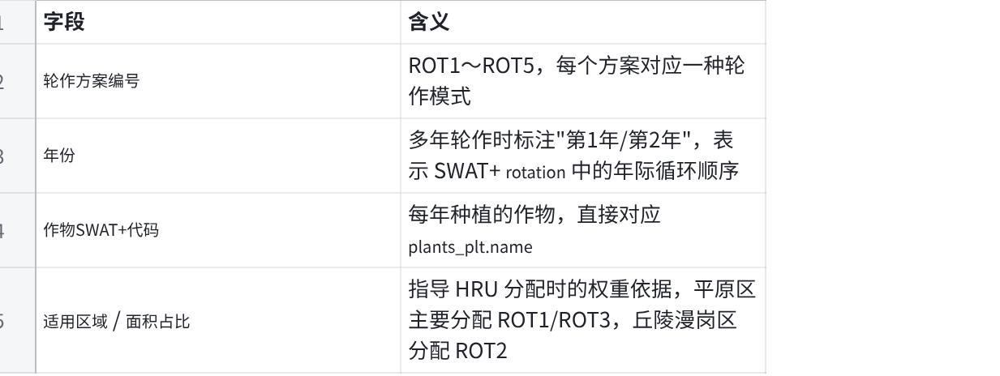 字段
含义
轮作方案编号
ROT1～ROT5，每个方案对应一种轮
作模式
年份
多年轮作时标注"第1年/第2年"，表
示 SWAT+ rotation 中的年际循环顺序
作物SWAT+代码
每年种植的作物，直接对应
plants_plt.name
适用区域 / 面积占比
指导 HRU 分配时的权重依据，平原区
主要分配 ROT1/ROT3，丘陵漫岗区
分配 ROT2